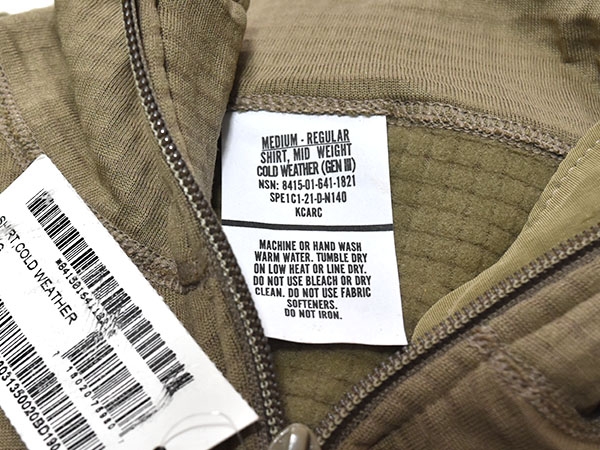 MEDIUM - REGULAR
SHIRT, MID WEIGHT
COLD WEATHER (GEN III)
NSN: 8415-01-641-1821
SPE1C1-21-D-N140
KCARC
MACHINE OR HAND WASH
WARM WATER. TUMBLE DRY
ON LOW HEAT OR LINE DRY.
DO NOT USE BLEACH OR DRY
CLEAN. DO NOT USE FABRIC
SOFTENERS.
DO NOT IRON.
COLD WEATHER